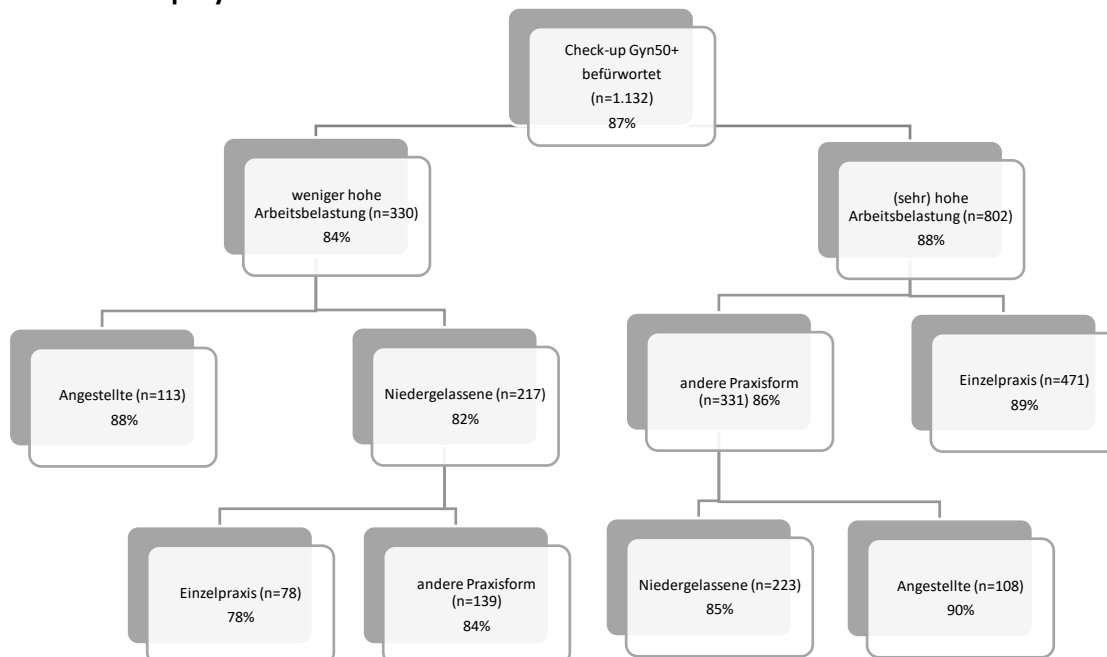 Check-up Gyn50+
befürwortet
(n=1.132)
87%
weniger hohe
Arbeitsbelastung (n=330)
84%
(sehr) hohe
Arbeitsbelastung (n=802)
88%
Angestellte (n=113)
88%
Niedergelassene (n=217)
82%
andere Praxisform
(n=331) 86%
Einzelpraxis (n=471)
89%
Einzelpraxis (n=78)
78%
andere Praxisform
(n=139)
84%
Niedergelassene (n=223)
85%
Angestellte (n=108)
90%